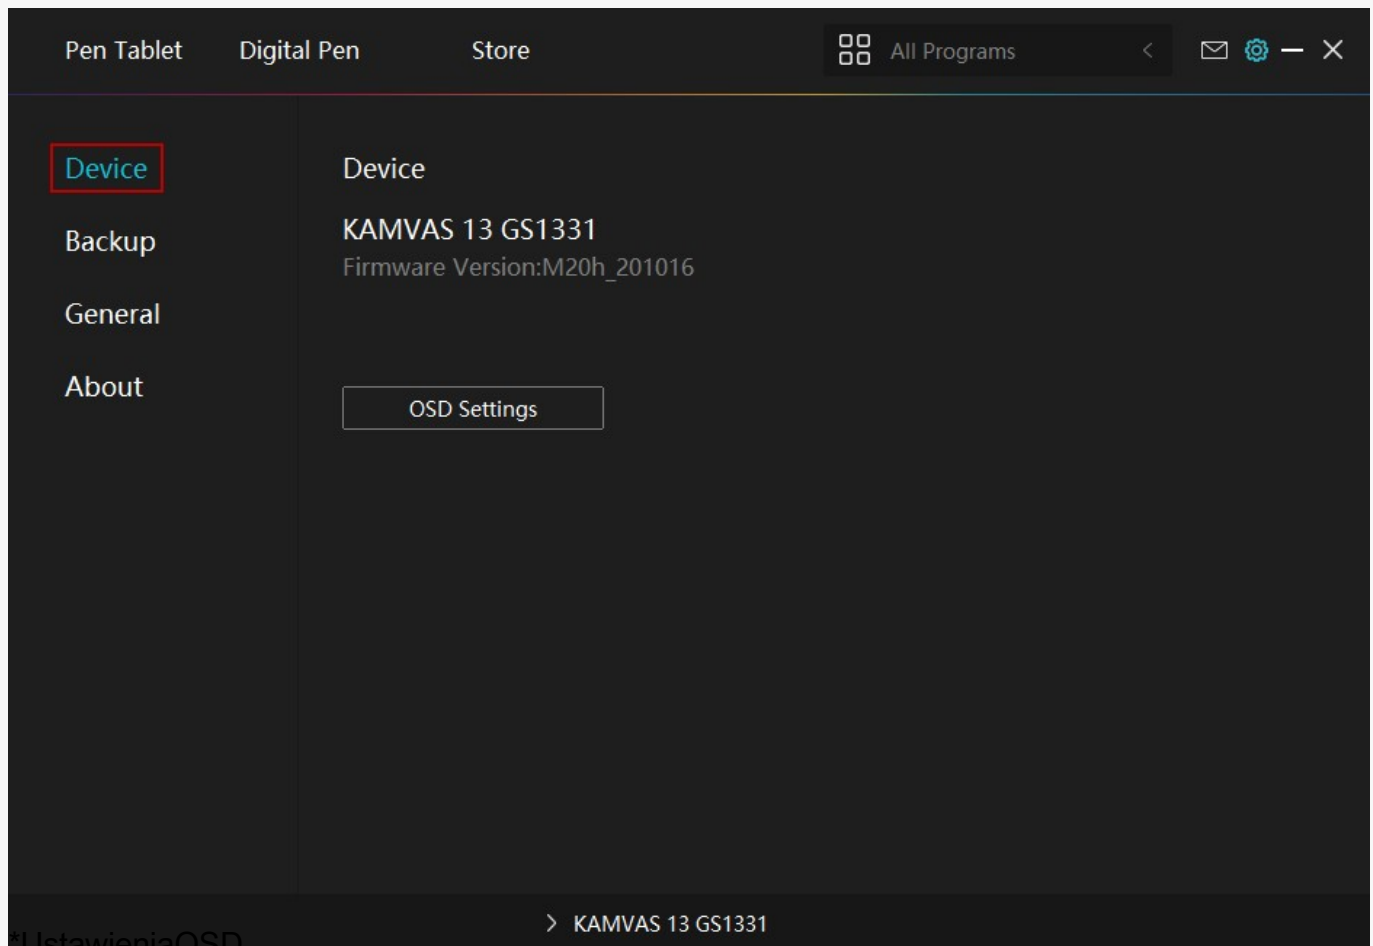 Pen Tablet Digital Pen Store All Programs
Device
Backup
General
About
Device
KAMVAS 13 GS1331
Firmware Version:M20h_201016
OSD Settings
KAMVAS 13 GS1331
*UstawieniaOSD